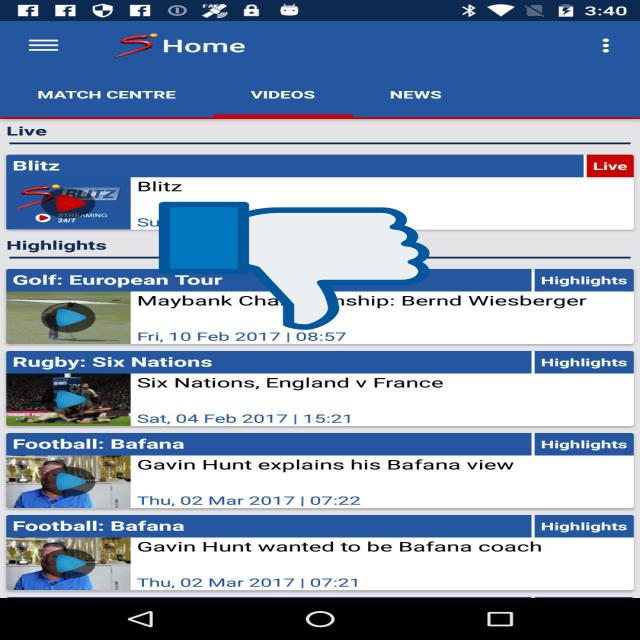 3:40
Home
MATCH CENTRE
VIDEOS
NEWS
Live
Blitz
Live
Blitz
BLITZ
STREAMING
24/7
Su
Highlights
Golf: European Tour
Highlights
Maybank Cha nship: Bernd Wiesberger
Fri, 10 Feb 2017 | 08:57
Rugby: Six Nations
Highlights
Six Nations, England v France
Sat, 04 Feb 2017 | 15:21
Football: Bafana
Highlights
Gavin Hunt explains his Bafana view
Thu, 02 Mar 2017 | 07:22
Football: Bafana
Highlights
Gavin Hunt wanted to be Bafana coach
Thu, 02 Mar 2017 | 07:21